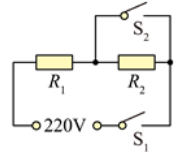 S₂
R₁ R₂
220V
S₁